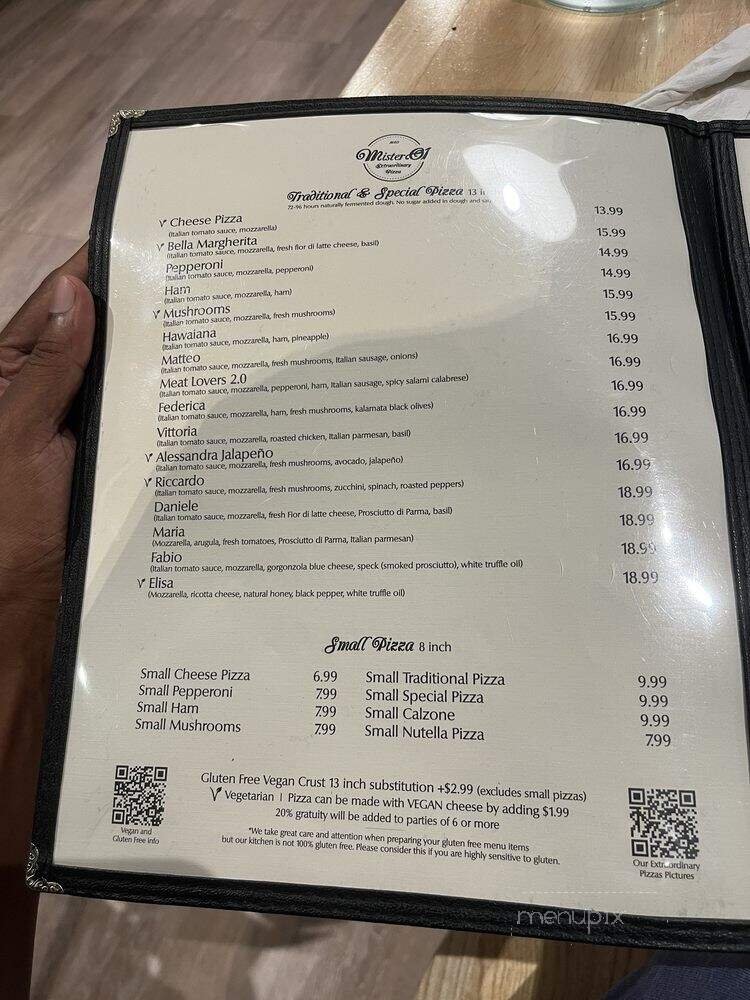 Mister O1
Extraordinary
Pizza
Traditional & Special Pizza 13
72-96 hours naturally fermented dough. No sugar added in dough and
V Cheese Pizza 13.99
(Italian tomato sauce, mozzarella)
V Bella Margherita 15.99
(Italian tomato sauce, mozzarella, fresh fior di latte cheese, basil)
Pepperoni 14.99
(Italian tomato sauce, mozzarella, pepperoni)
Ham 14.99
(Italian tomato sauce, mozzarella, ham)
V Mushrooms 15.99
(Italian tomato sauce, mozzarella, fresh mushrooms)
Hawaiana 15.99
(Italian tomato sauce, mozzarella, ham, pineapple)
Matteo 16.99
(Italian tomato sauce, mozzarella, fresh mushrooms, Italian sausage, onions)
Meat Lovers 2.0 16.99
(Italian tomato sauce, mozzarella, pepperoni, ham, Italian sausage, spicy salami calabrese)
Federica 16.99
(Italian tomato sauce, mozzarella, ham, fresh mushrooms, kalamata black olives)
Vittoria 16.99
(Italian tomato sauce, mozzarella, roasted chicken, Italian parmesan, basil)
V Alessandra Jalapeño 16.99
(Italian tomato sauce, mozzarella, fresh mushrooms, avocado, jalapeño)
V Riccardo 16.99
(Italian tomato sauce, mozzarella, fresh mushrooms, zucchini, spinach, roasted peppers)
Daniele 18.99
(Italian tomato sauce, mozzarella, fresh Fior di latte cheese, Prosciutto di Parma, basil)
Maria 18.99
(Mozzarella, arugula, fresh tomatoes, Prosciutto di Parma, Italian parmesan)
Fabio 18.99
(Italian tomato sauce, mozzarella, gorgonzola blue cheese, speck (smoked prosciutto), white truffle oil)
V Elisa 18.99
(Mozzarella, ricotta cheese, natural honey, black pepper, white truffle oil)
Small Pizza 8 inch
Small Cheese Pizza 6.99 Small Traditional Pizza 9.99
Small Pepperoni 7.99 Small Special Pizza 9.99
Small Ham 7.99 Small Calzone 9.99
Small Mushrooms 7.99 Small Nutella Pizza 7.99
Gluten Free Vegan Crust 13 inch substitution +$2.99 (excludes small pizzas)
V Vegetarian | Pizza can be made with VEGAN cheese by adding $1.99
20% gratuity will be added to parties of 6 or more
*We take great care and attention when preparing your gluten free menu items
but our kitchen is not 100% gluten free. Please consider this if you are highly sensitive to gluten.
Vegan and
Gluten Free info
Our Extraordinary
Pizzas Pictures
menupix